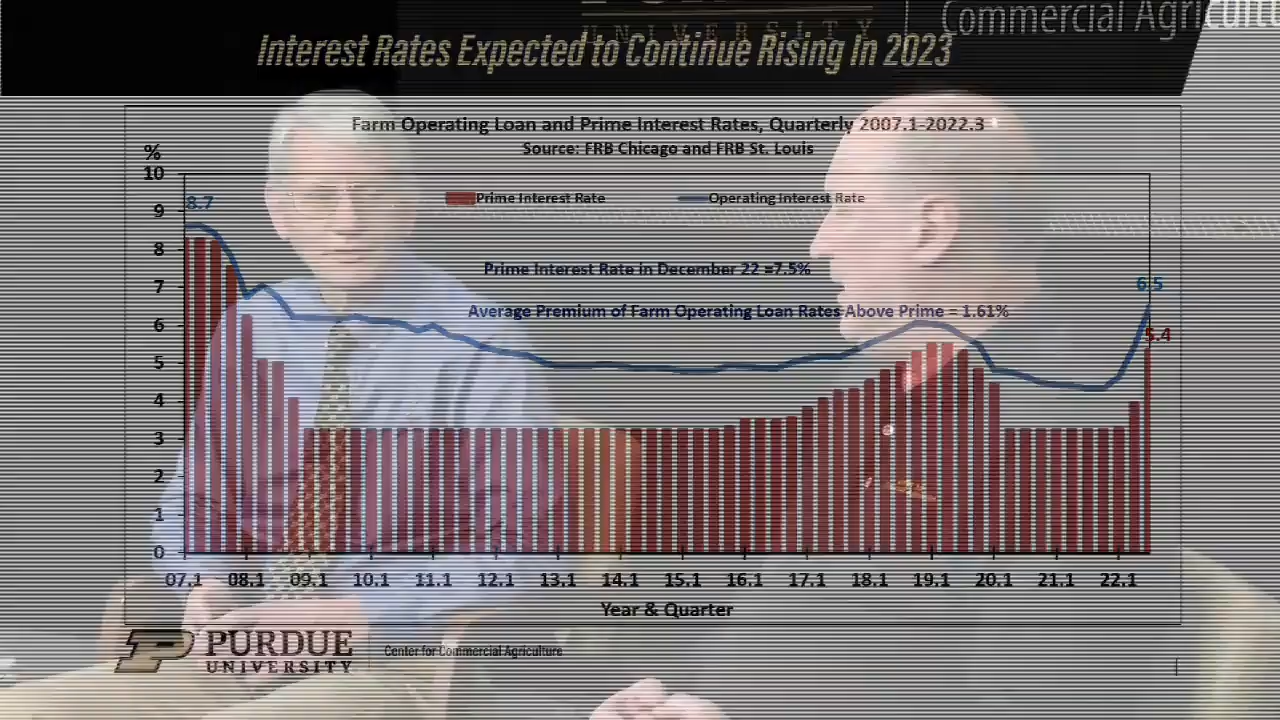 UNIVERSITY
Commercial Agricultu
Interest Rates Expected to Continue Rising In 2023
Farm Operating Loan and Prime Interest Rates, Quarterly 2007.1-2022.3
Source: FRB Chicago and FRB St. Louis
%
10
9
8
7
6
5
4
3
2
1
0
8.7
Prime Interest Rate
Operating Interest Rate
Prime Interest Rate in December 22 =7.5%
Average Premium of Farm Operating Loan Rates Above Prime = 1.61%
6.5
5.4
07.1 08.1 09.1 10.1 11.1 12.1 13.1 14.1 15.1 16.1 17.1 18.1 19.1 20.1 21.1 22.1
Year & Quarter
PURDUE
UNIVERSITY
Center for Commercial Agriculture